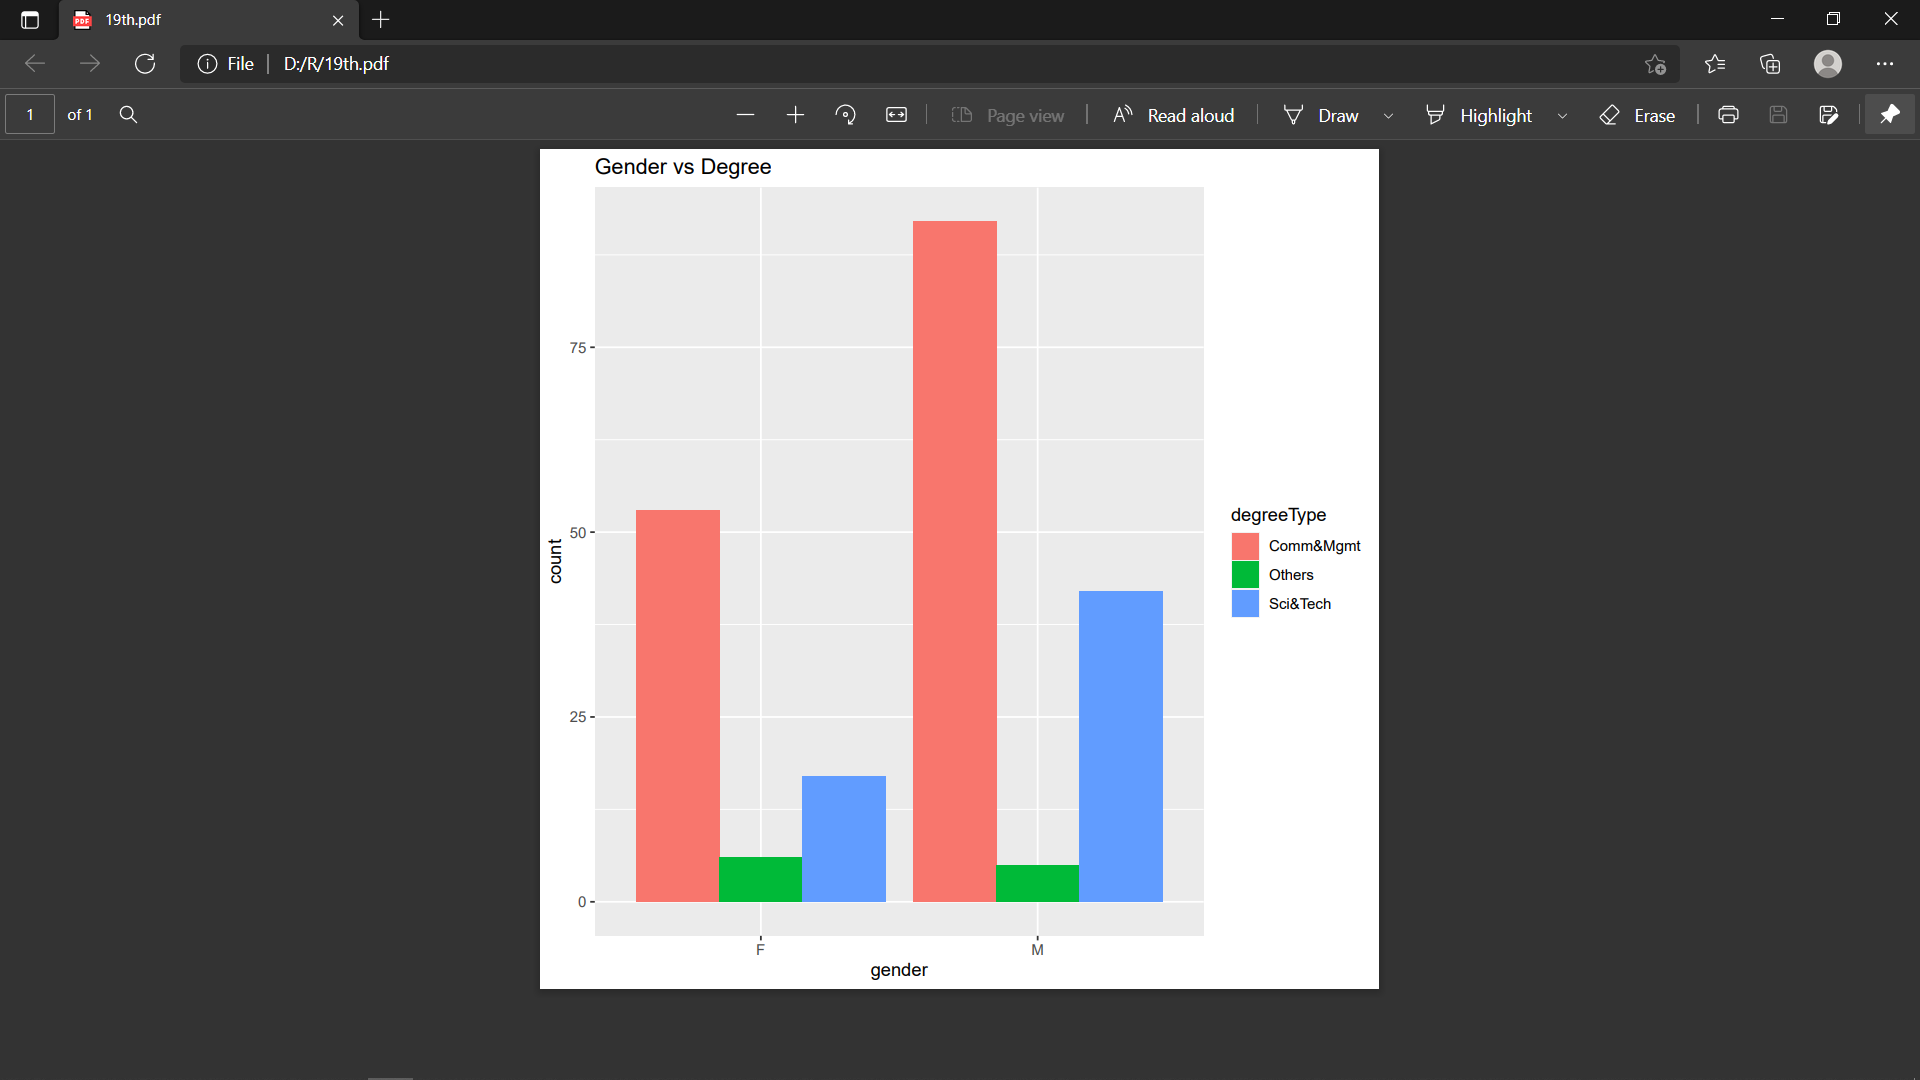 19th.pdf
File D:/R/19th.pdf
1 of 1 Page view Read aloud Draw Highlight Erase
Gender vs Degree
75
50
25
0
count
F M
gender
degreeType
Comm&Mgmt
Others
Sci&Tech